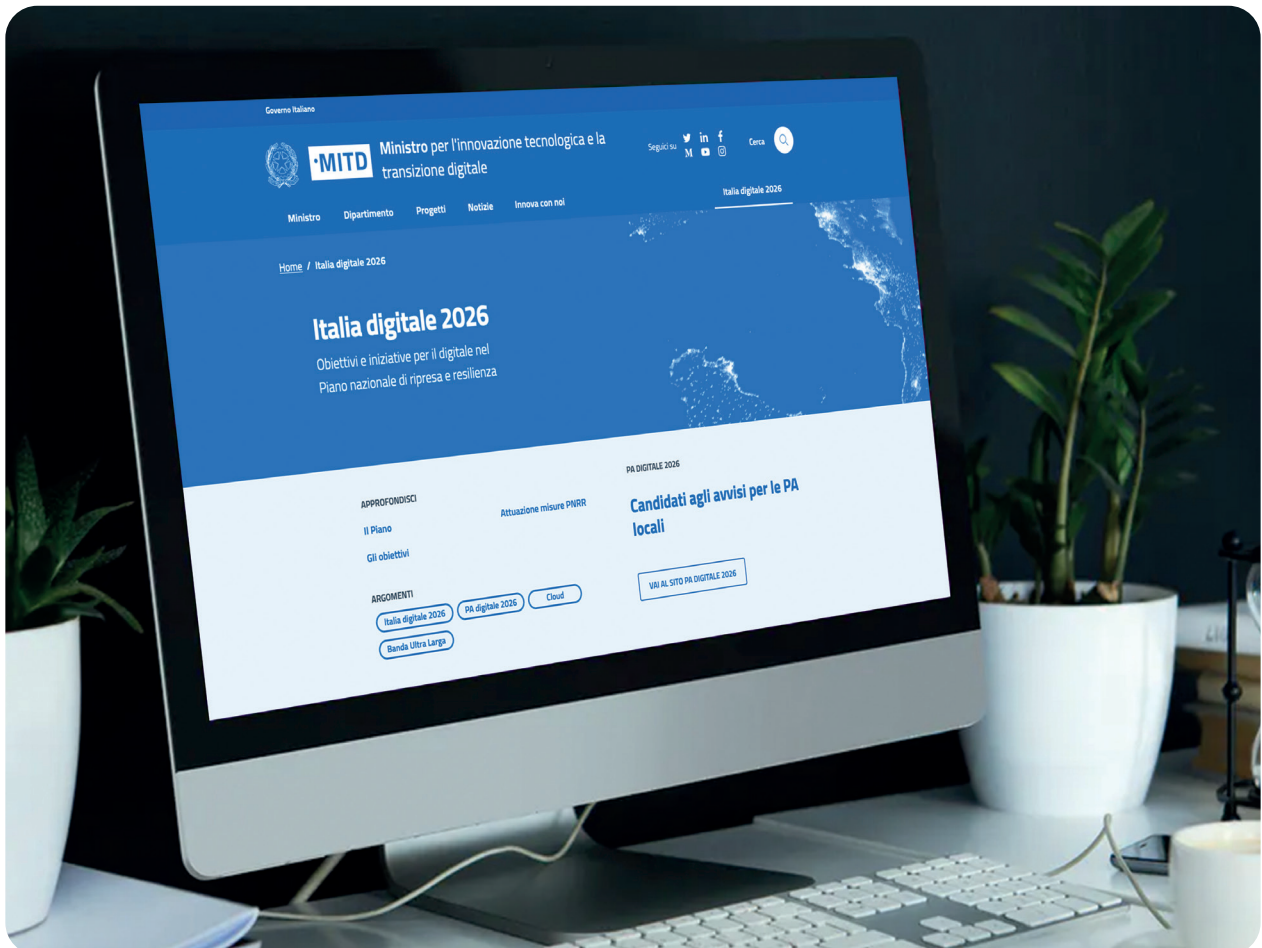 Governo Italiano
·MITD
Ministro per l'innovazione tecnologica e la
transizione digitale
Seguici su
Cerca
Ministro
Dipartimento
Progetti
Notizie
Innova con noi
Italia digitale 2026
Home / Italia digitale 2026
Italia digitale 2026
Obiettivi e iniziative per il digitale nel
Piano nazionale di ripresa e resilienza
APPROFONDISCI
Il Piano
Gli obiettivi
Attuazione misure PNRR
ARGOMENTI
Italia digitale 2026
PA digitale 2026
Cloud
Banda Ultra Larga
PA DIGITALE 2026
Candidati agli avvisi per le PA
locali
VAI AL SITO PA DIGITALE 2026